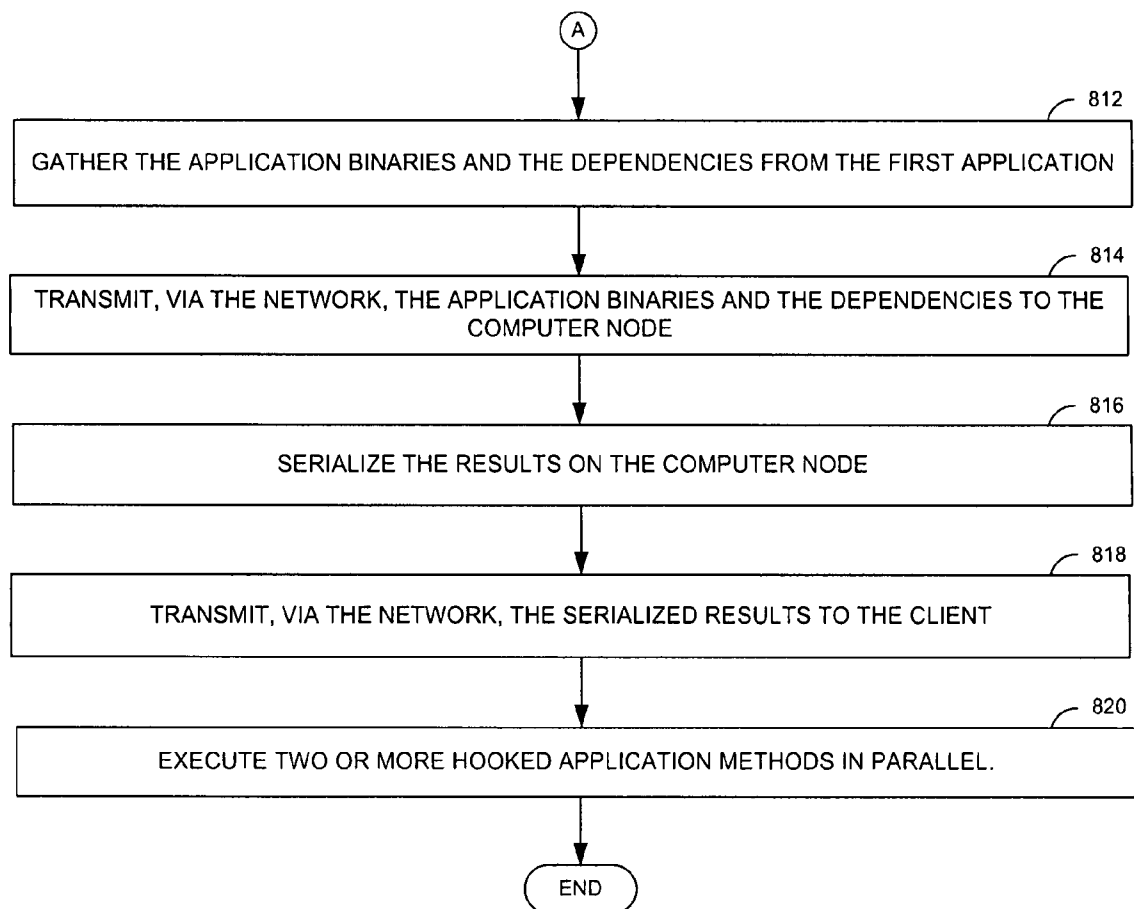 A
812
GATHER THE APPLICATION BINARIES AND THE DEPENDENCIES FROM THE FIRST APPLICATION
814
TRANSMIT, VIA THE NETWORK, THE APPLICATION BINARIES AND THE DEPENDENCIES TO THE
COMPUTER NODE
816
SERIALIZE THE RESULTS ON THE COMPUTER NODE
818
TRANSMIT, VIA THE NETWORK, THE SERIALIZED RESULTS TO THE CLIENT
820
EXECUTE TWO OR MORE HOOKED APPLICATION METHODS IN PARALLEL.
END